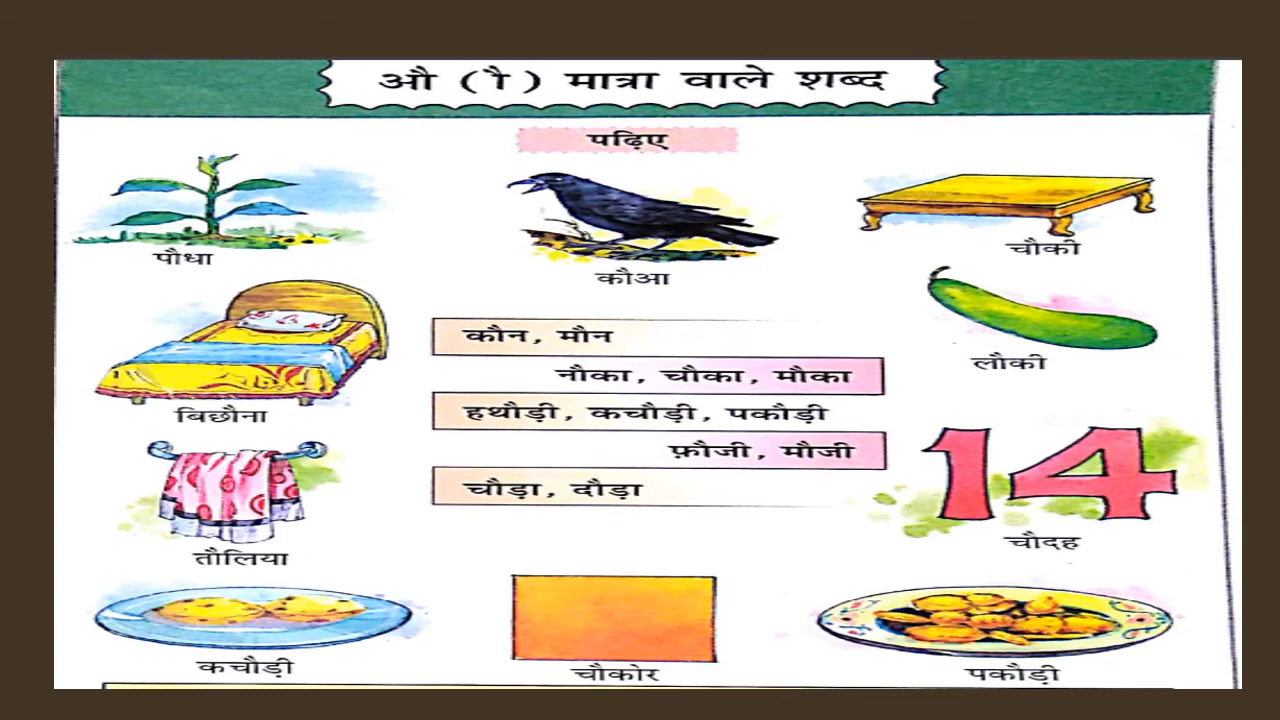 औ (ौ) मात्रा वाले शब्द
पढ़िए
पौधा
कौआ
चौकी
बिछौना
लौकी
कौन, मौन
नौका, चौका, मौका
हथौड़ी, कचौड़ी, पकौड़ी
फ़ौजी, मौजी
चौड़ा, दौड़ा
तौलिया
14
चौदह
कचौड़ी
चौकोर
पकौड़ी